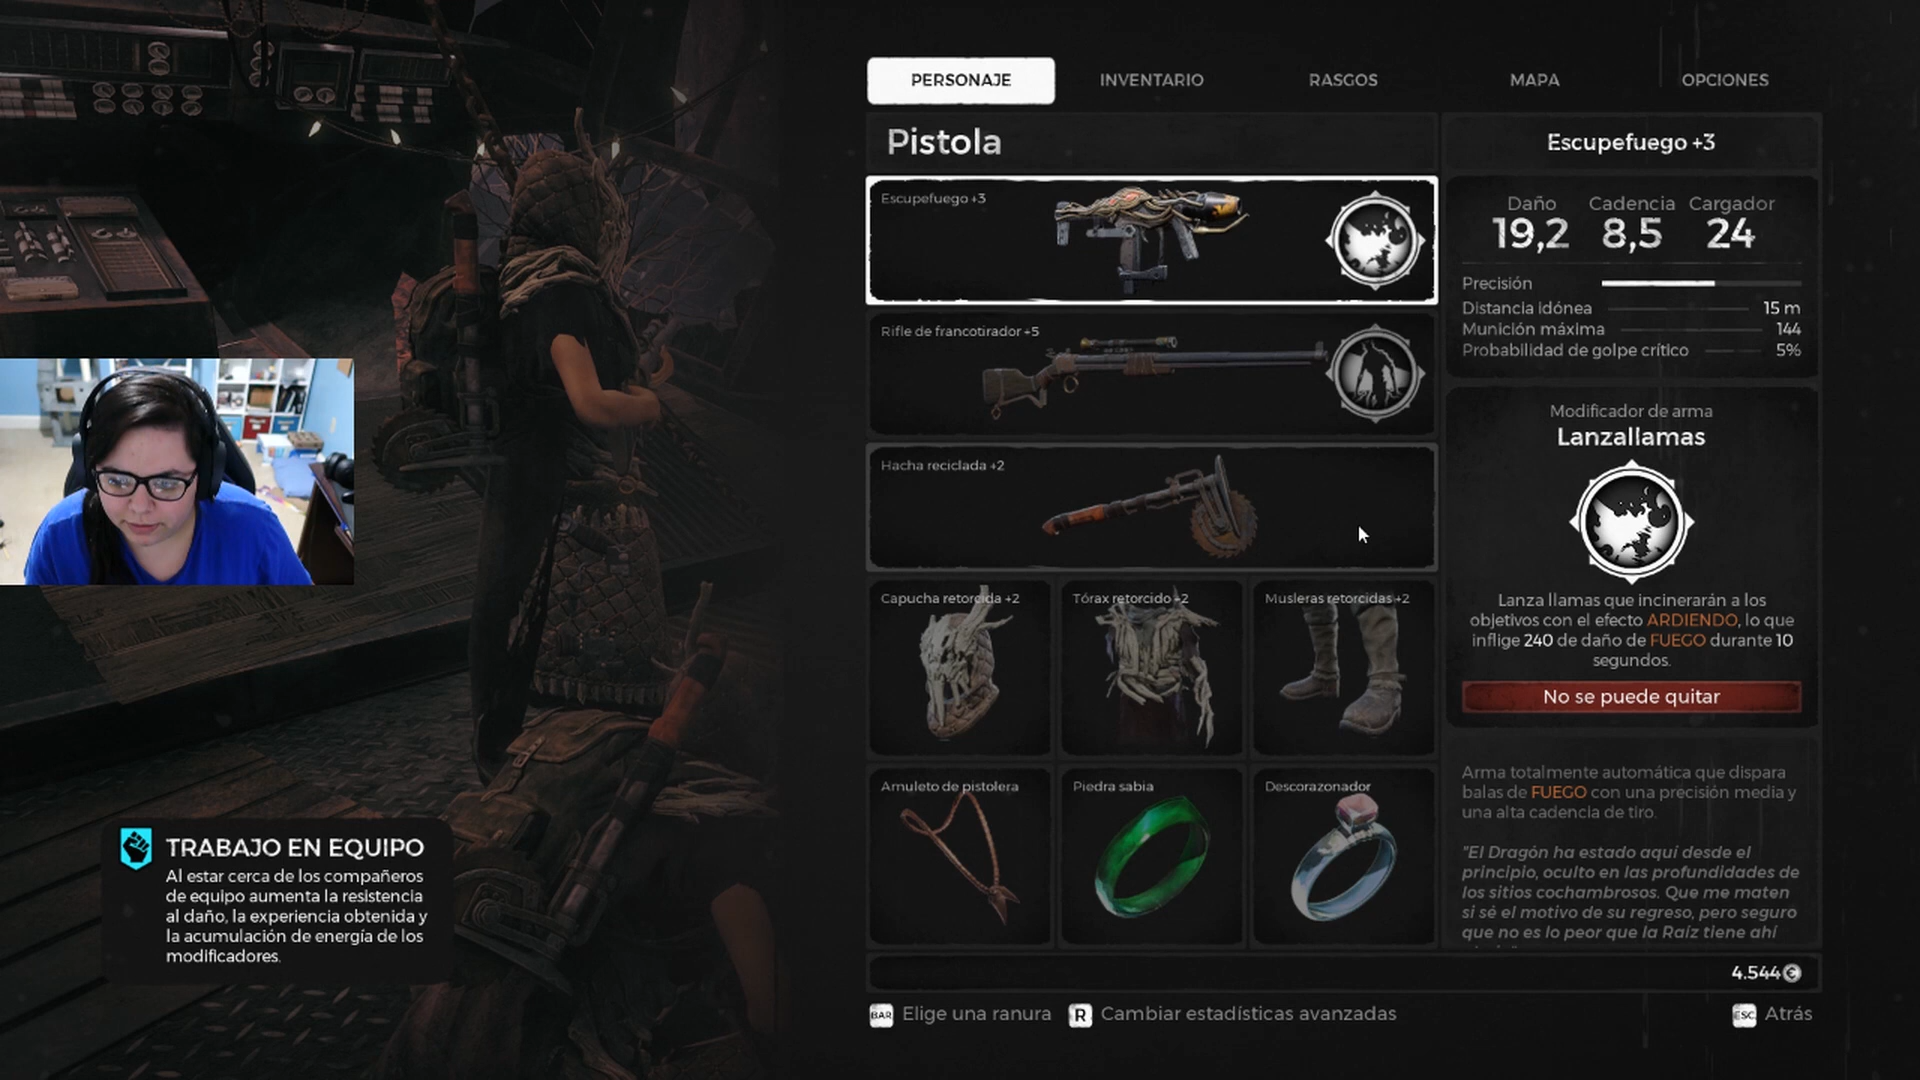 PERSONAJE
INVENTARIO
RASGOS
MAPA
OPCIONES
Pistola
Escupefuego +3
Rifle de francotirador +5
Hacha reciclada +2
Capucha retorcida +2
Tórax retorcido +2
Musleras retorcidas +2
Amuleto de pistolera
Piedra sabia
Descorazonador
Escupefuego +3
Daño
Cadencia
Cargador
19,2
8,5
24
Precisión
Distancia idónea 15 m
Munición máxima 144
Probabilidad de golpe crítico 5%
Modificador de arma
Lanzallamas
Lanza llamas que incinerarán a los
objetivos con el efecto ARDIENDO, lo que
inflige 240 de daño de FUEGO durante 10
segundos.
No se puede quitar
Arma totalmente automática que dispara
balas de FUEGO con una precisión media y
una alta cadencia de tiro.
"El Dragón ha estado aquí desde el
principio, oculto en las profundidades de
los sitios cochambrosos. Que me maten
si sé el motivo de su regreso, pero seguro
que no es lo peor que la Raíz tiene ahí
4.544
TRABAJO EN EQUIPO
Al estar cerca de los compañeros
de equipo aumenta la resistencia
al daño, la experiencia obtenida y
la acumulación de energía de los
modificadores.
BAR Elige una ranura
R Cambiar estadísticas avanzadas
ESC Atrás